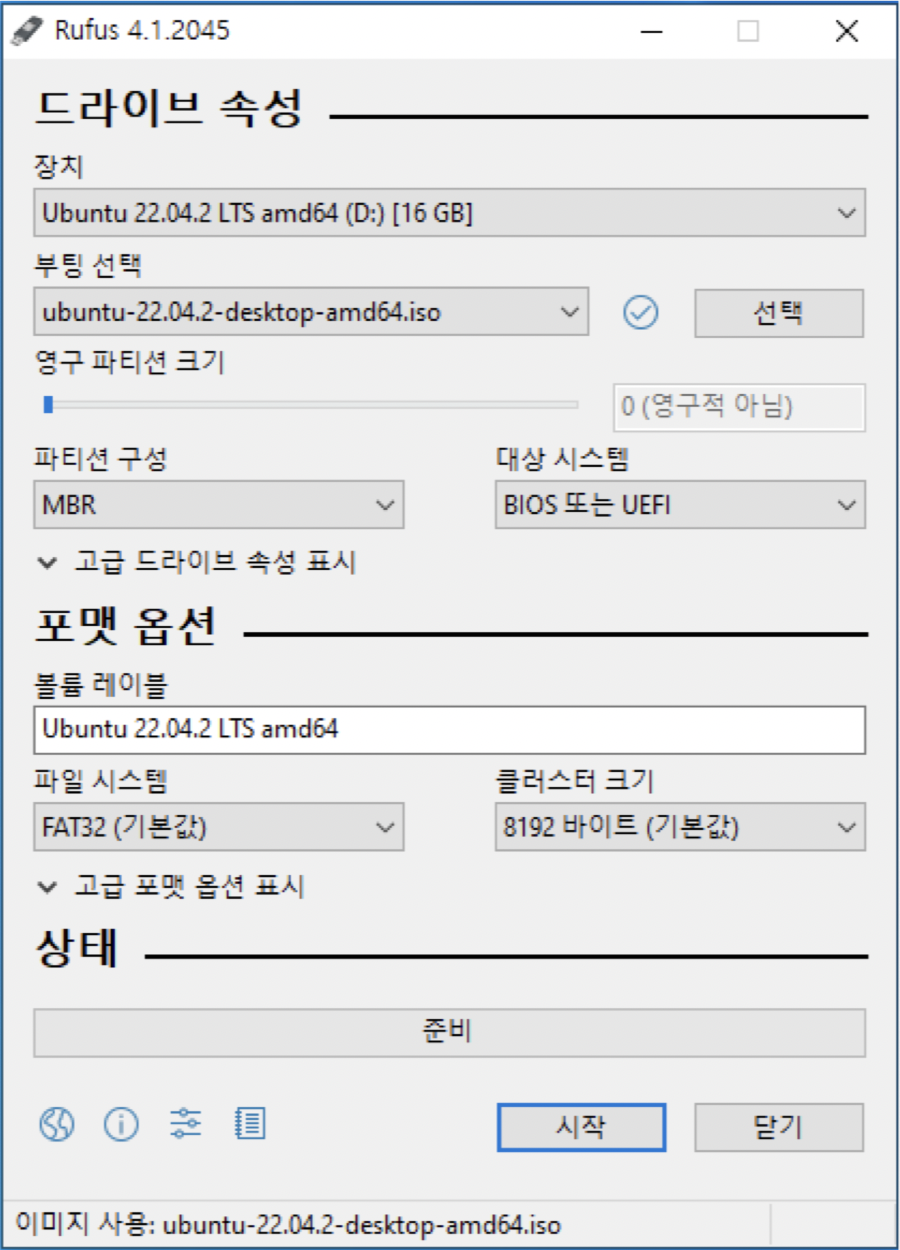 Rufus 4.1.2045
드라이브 속성
장치
Ubuntu 22.04.2 LTS amd64 (D:) [16 GB]
부팅 선택
ubuntu-22.04.2-desktop-amd64.iso
선택
영구 파티션 크기
0 (영구적 아님)
파티션 구성
대상 시스템
MBR
BIOS 또는 UEFI
고급 드라이브 속성 표시
포맷 옵션
볼륨 레이블
Ubuntu 22.04.2 LTS amd64
파일 시스템
클러스터 크기
FAT32 (기본값)
8192 바이트 (기본값)
고급 포맷 옵션 표시
상태
준비
시작
닫기
이미지 사용: ubuntu-22.04.2-desktop-amd64.iso